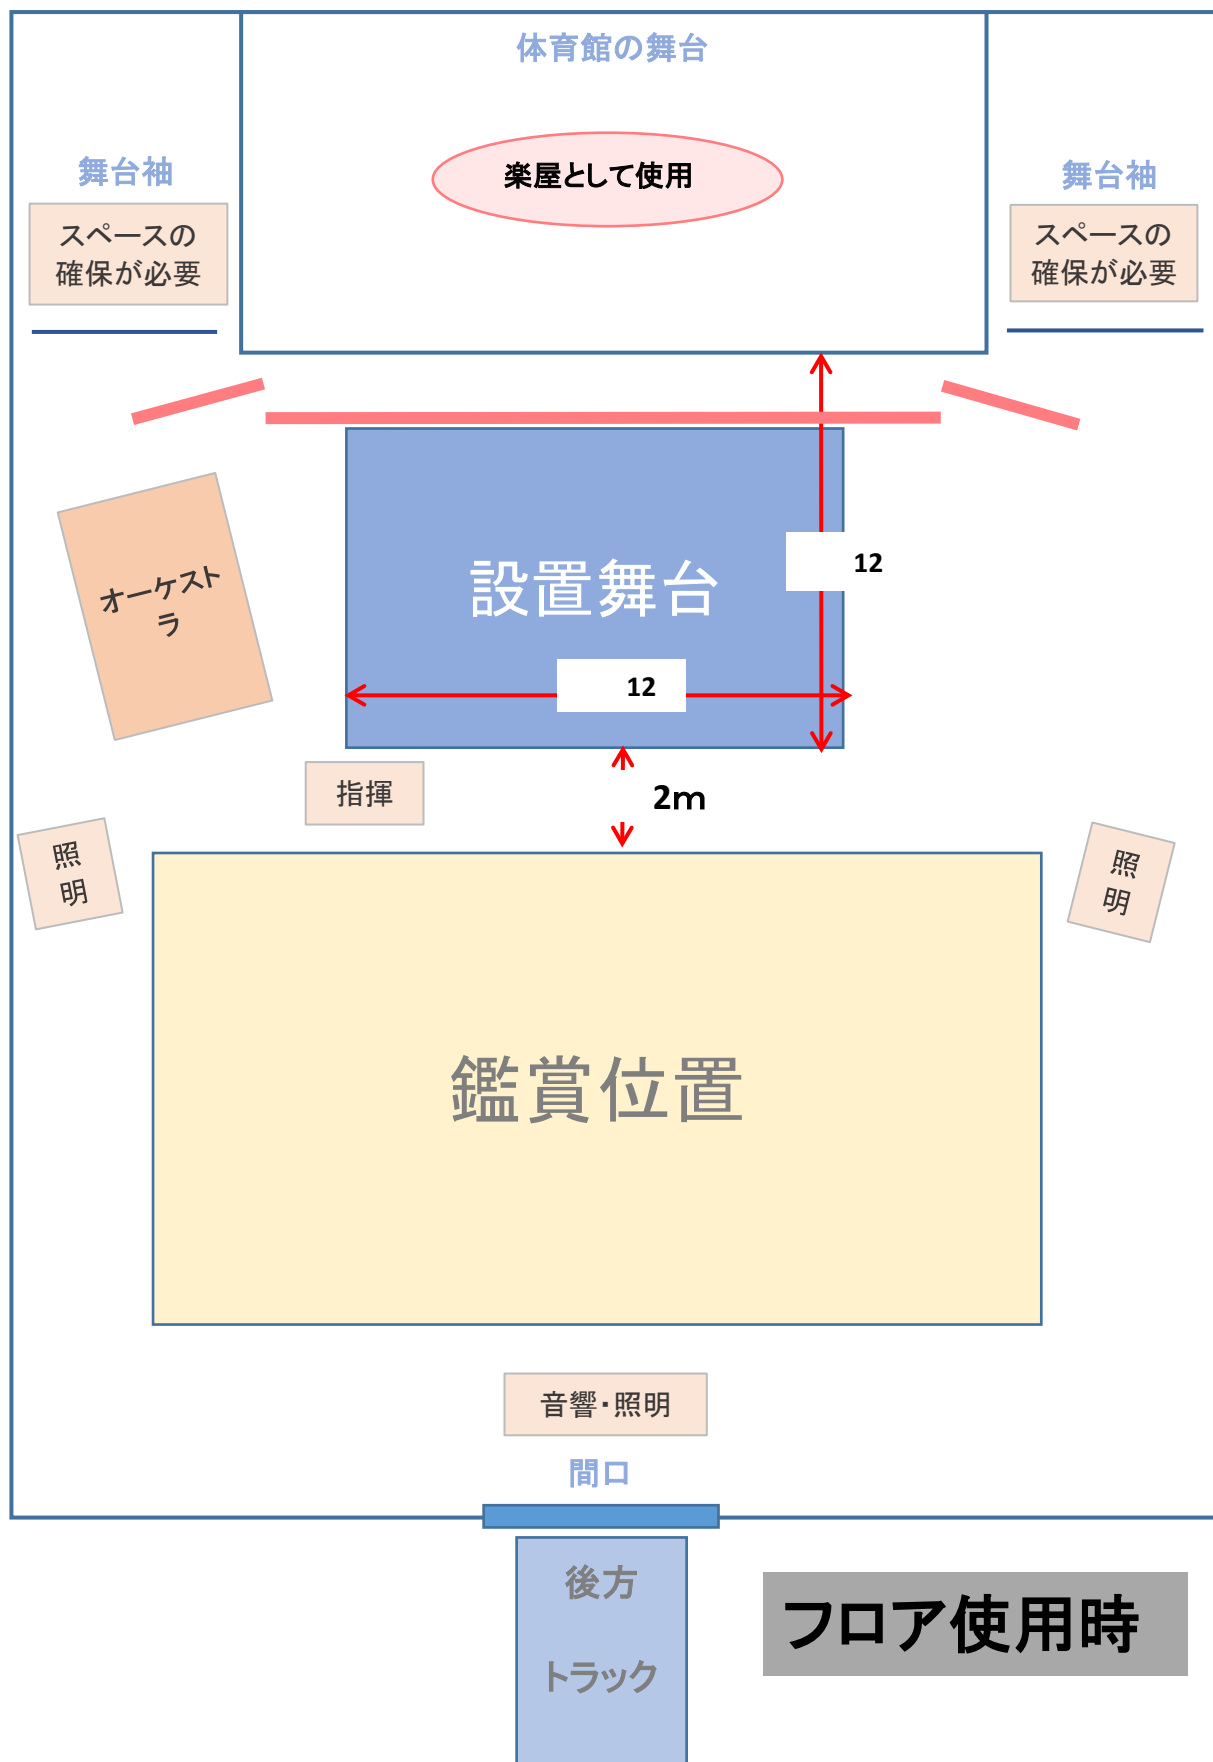 体育館の舞台
楽屋として使用
舞台袖
スペースの
確保が必要
舞台袖
スペースの
確保が必要
オーケスト
ラ
設置舞台
12
12
指揮
2m
照
明
照
明
鑑賞位置
音響・照明
間口
後方
トラック
フロア使用時